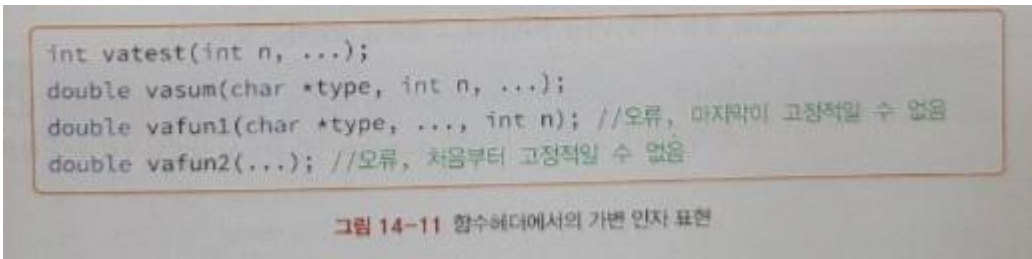 int vatest(int n, ...);
double vasum(char *type, int n, ...);
double vafun1(char *type, ..., int n); //오류, 마지막이 고정적일 수 없음
double vafun2(...); //오류, 처음부터 고정적일 수 없음
그림 14-11 함수헤더에서의 가변 인자 표현